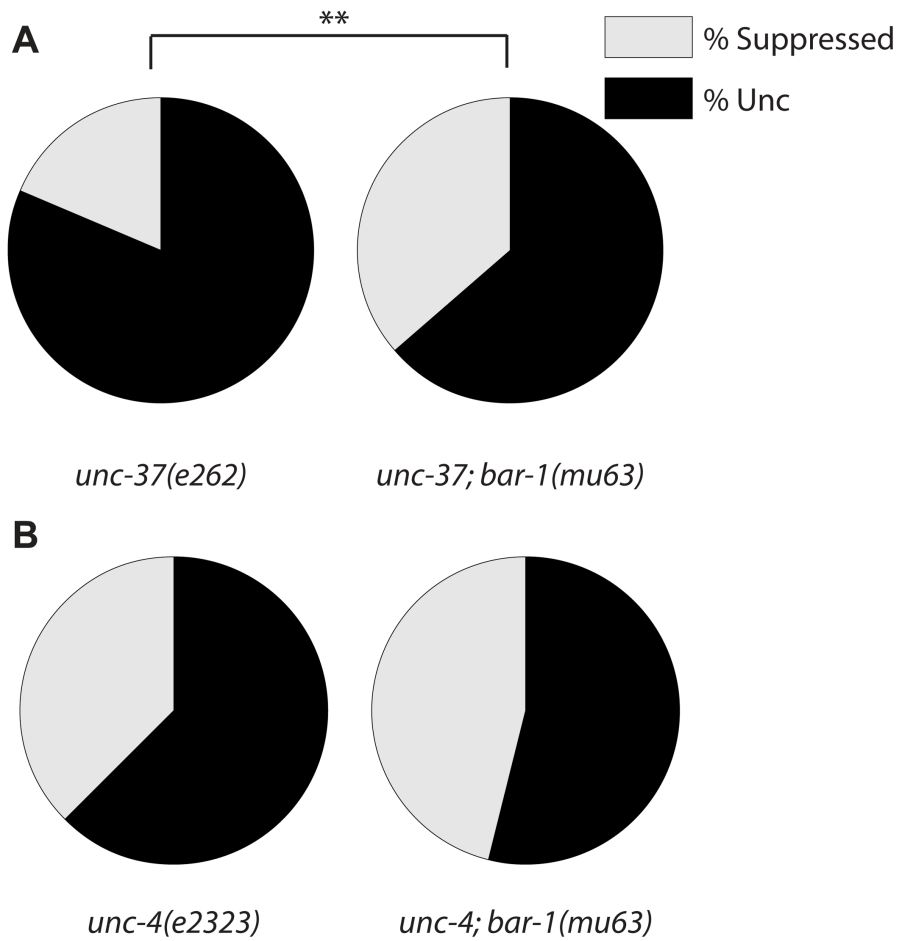 A
**
% Suppressed
% Unc
unc-37(e262)
unc-37; bar-1(mu63)
B
unc-4(e2323)
unc-4; bar-1(mu63)